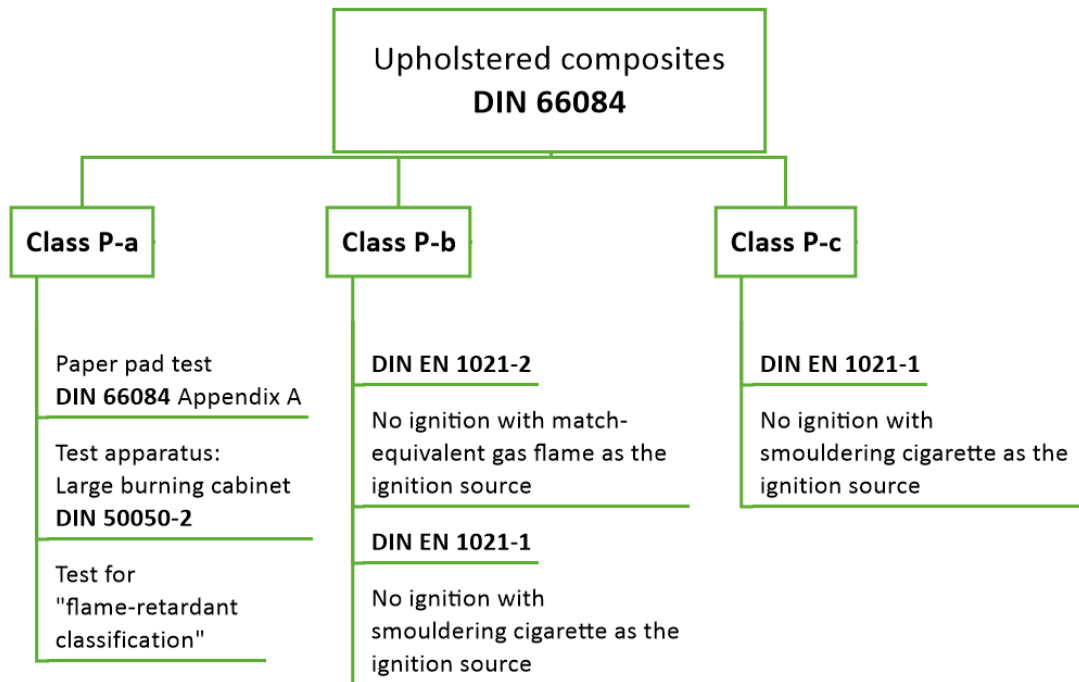 Upholstered composites
DIN 66084
Class P-a
Paper pad test
DIN 66084 Appendix A
Test apparatus:
Large burning cabinet
DIN 50050-2
Test for
"flame-retardant
classification"
Class P-b
DIN EN 1021-2
No ignition with match-
equivalent gas flame as the
ignition source
DIN EN 1021-1
No ignition with
smouldering cigarette as the
ignition source
Class P-c
DIN EN 1021-1
No ignition with
smouldering cigarette as the
ignition source